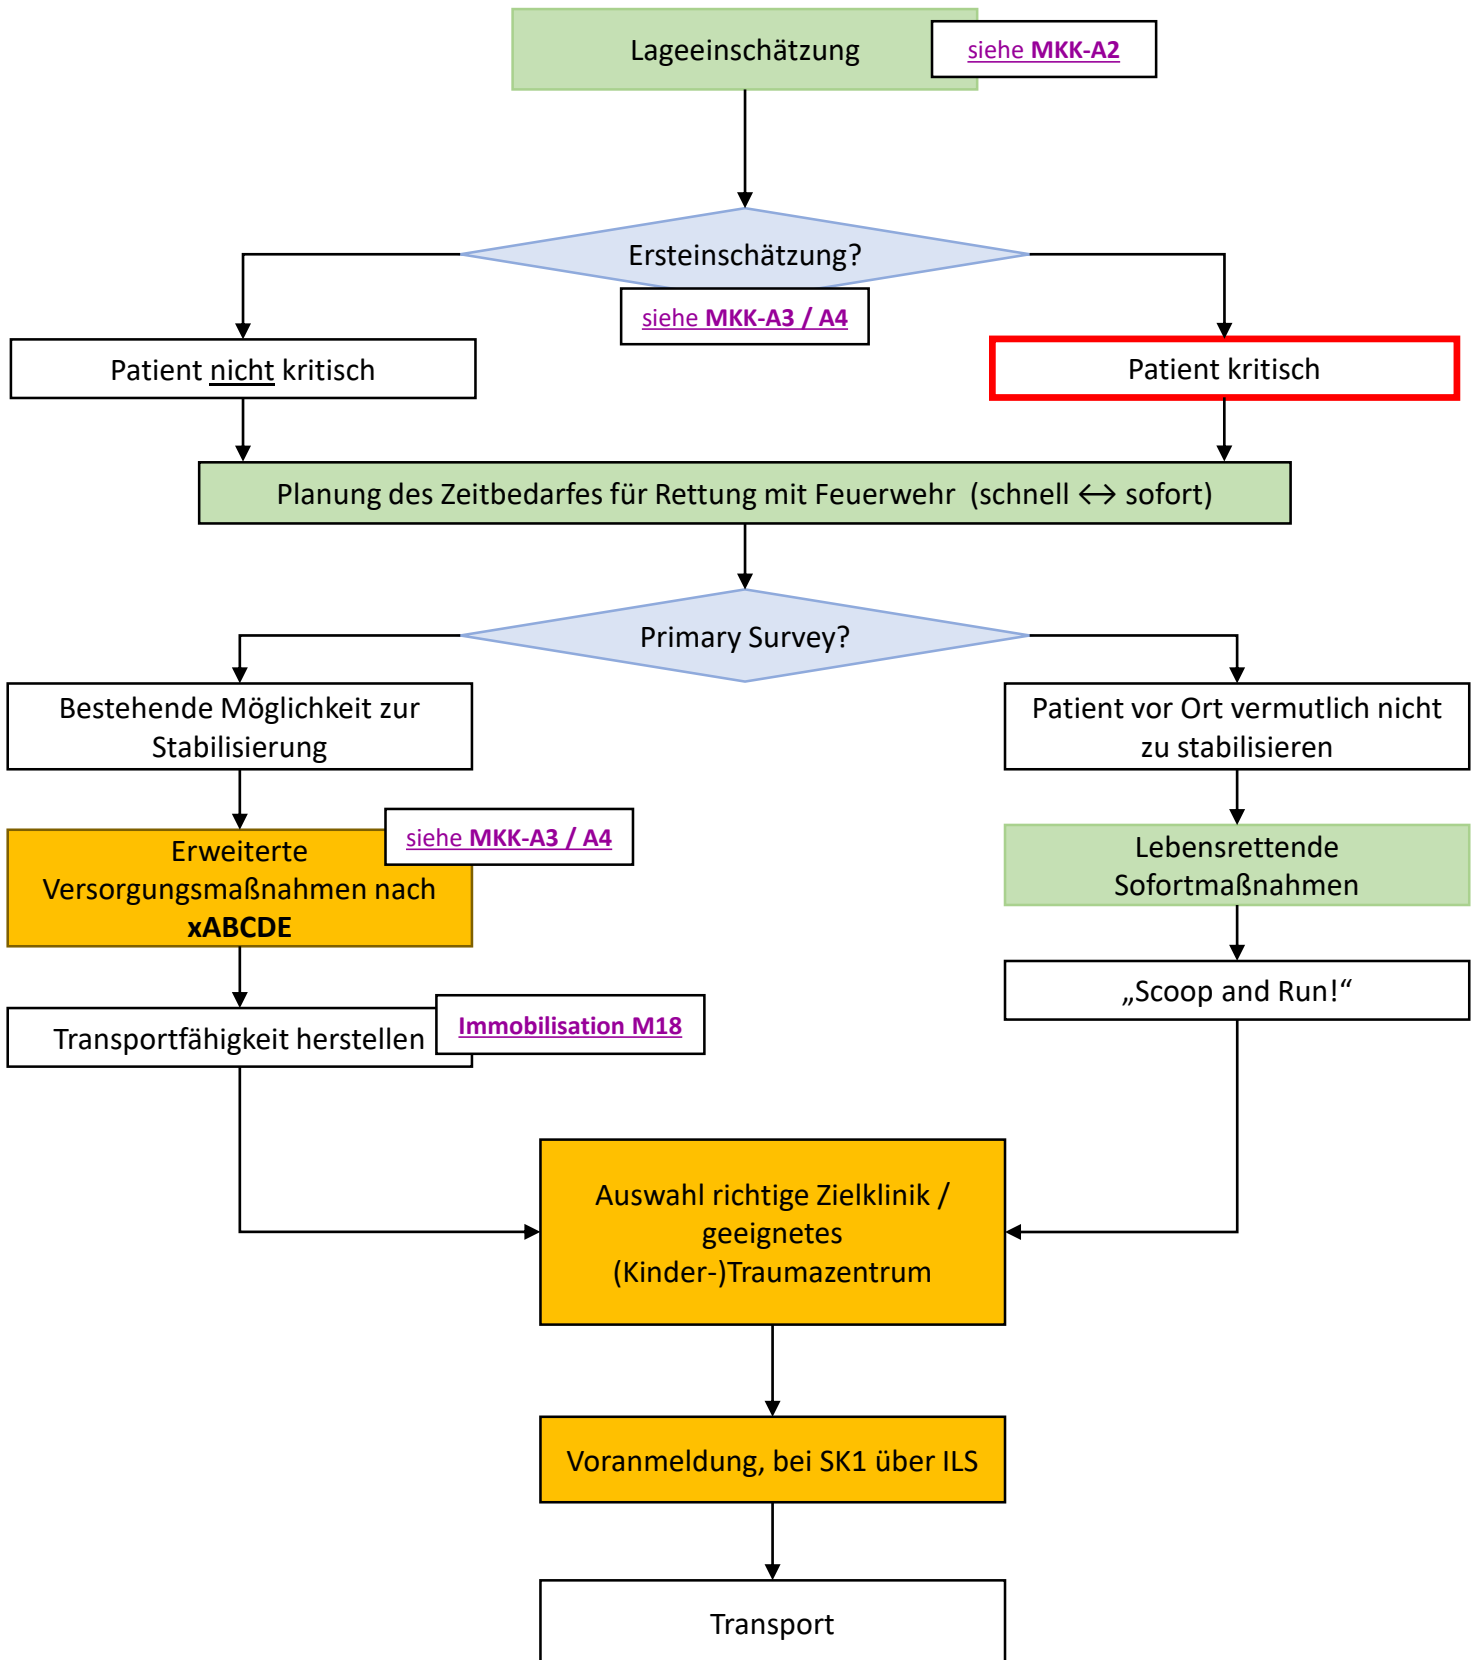 Lageeinschätzung
siehe MKK-A2
Ersteinschätzung?
siehe MKK-A3 / A4
Patient nicht kritisch
Patient kritisch
Planung des Zeitbedarfes für Rettung mit Feuerwehr (schnell ↔ sofort)
Primary Survey?
Bestehende Möglichkeit zur
Stabilisierung
Patient vor Ort vermutlich nicht
zu stabilisieren
siehe MKK-A3 / A4
Erweiterte
Versorgungsmaßnahmen nach
xABCDE
Lebensrettende
Sofortmaßnahmen
„Scoop and Run!“
Immobilisation M18
Transportfähigkeit herstellen
Auswahl richtige Zielklinik /
geeignetes
(Kinder-)Traumazentrum
Voranmeldung, bei SK1 über ILS
Transport